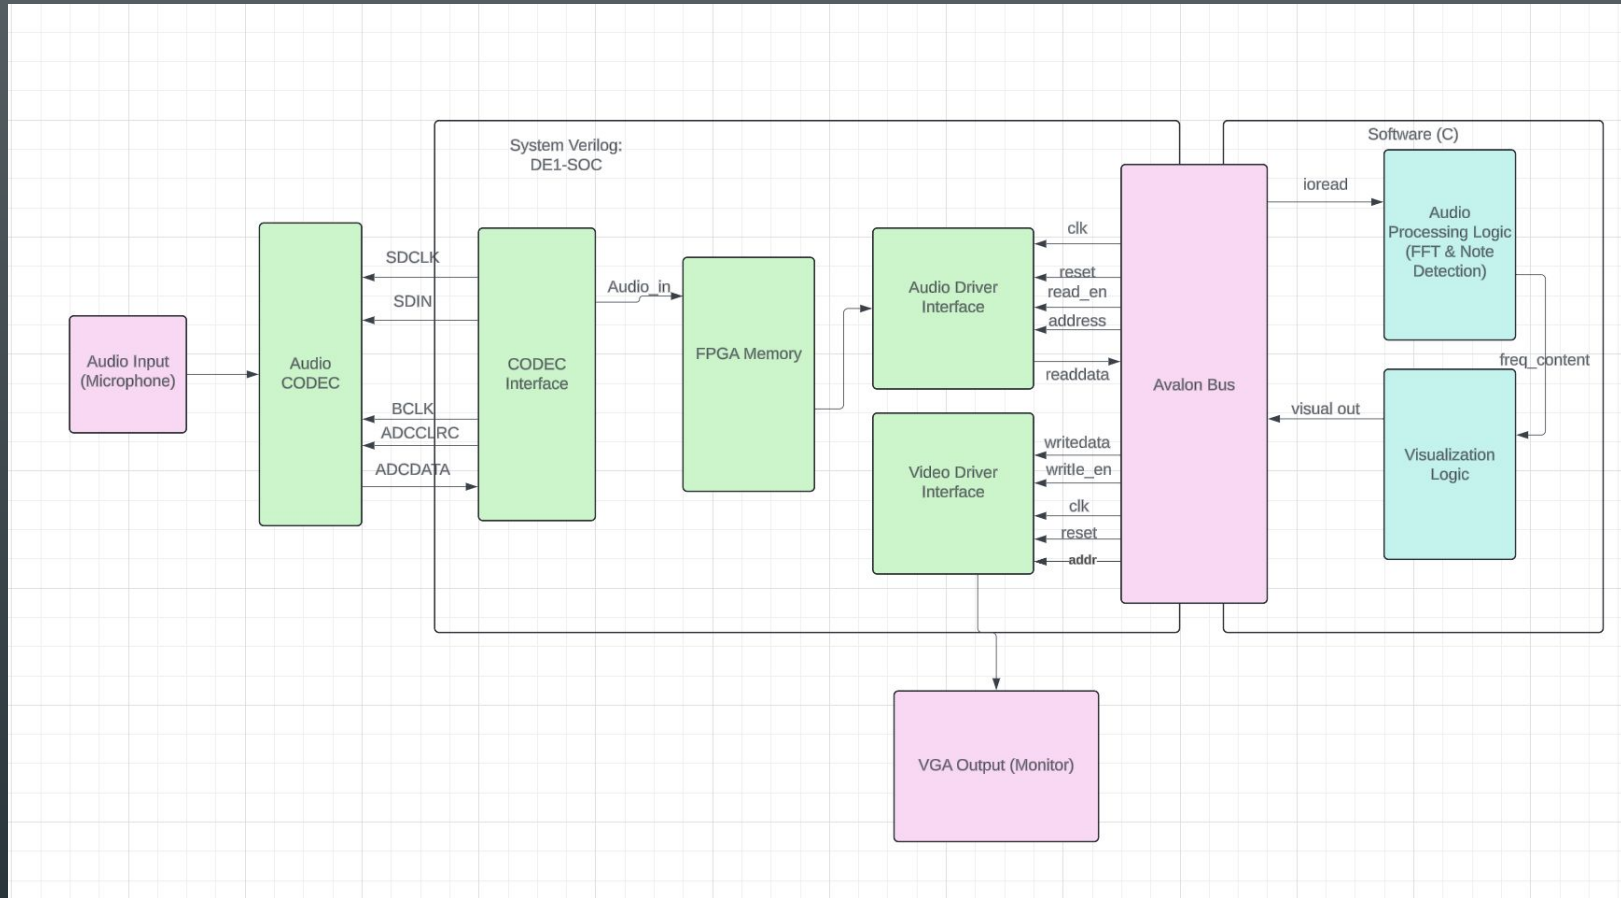 System Verilog:
DE1-SOC
Software (C)
Audio Input
(Microphone)
Audio
CODEC
SDCLK
SDIN
BCLK
ADCCLRC
ADCDATA
CODEC
Interface
Audio_in
FPGA Memory
Audio Driver
Interface
clk
reset
read_en
address
readdata
Video Driver
Interface
writedata
writle_en
clk
reset
addr
Avalon Bus
ioread
Audio
Processing Logic
(FFT & Note
Detection)
freq_content
visual out
Visualization
Logic
VGA Output (Monitor)